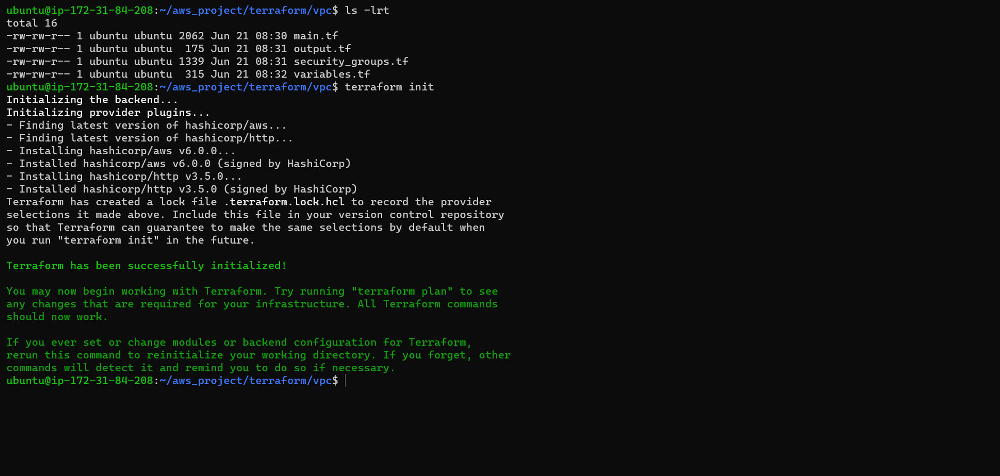 ubuntu@ip-172-31-84-208:~/aws_project/terraform/vpc$ ls -lrt
total 16
-rw-rw-r-- 1 ubuntu ubuntu 2062 Jun 21 08:30 main.tf
-rw-rw-r-- 1 ubuntu ubuntu  175 Jun 21 08:31 output.tf
-rw-rw-r-- 1 ubuntu ubuntu 1339 Jun 21 08:31 security_groups.tf
-rw-rw-r-- 1 ubuntu ubuntu  315 Jun 21 08:32 variables.tf
ubuntu@ip-172-31-84-208:~/aws_project/terraform/vpc$ terraform init
Initializing the backend...
Initializing provider plugins...
- Finding latest version of hashicorp/aws...
- Finding latest version of hashicorp/http...
- Installing hashicorp/aws v6.0.0...
- Installed hashicorp/aws v6.0.0 (signed by HashiCorp)
- Installing hashicorp/http v3.5.0...
- Installed hashicorp/http v3.5.0 (signed by HashiCorp)
Terraform has created a lock file .terraform.lock.hcl to record the provider
selections it made above. Include this file in your version control repository
so that Terraform can guarantee to make the same selections by default when
you run "terraform init" in the future.
Terraform has been successfully initialized!
You may now begin working with Terraform. Try running "terraform plan" to see
any changes that are required for your infrastructure. All Terraform commands
should now work.
If you ever set or change modules or backend configuration for Terraform,
rerun this command to reinitialize your working directory. If you forget, other
commands will detect it and remind you to do so if necessary.
ubuntu@ip-172-31-84-208:~/aws_project/terraform/vpc$